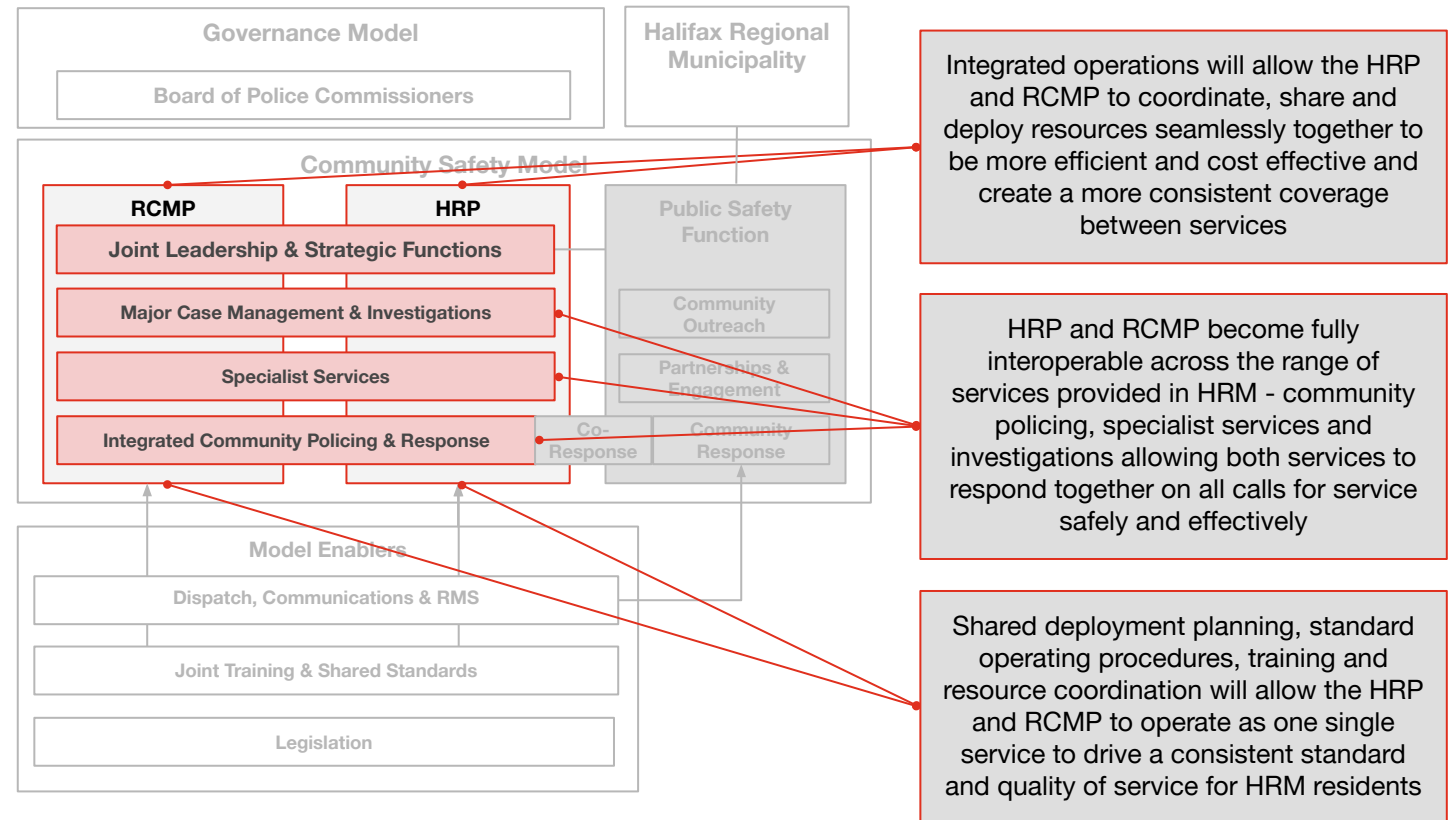 Governance Model
Board of Police Commissioners
Halifax Regional
Municipality
Community Safety Model
RCMP
HRP
Joint Leadership & Strategic Functions
Major Case Management & Investigations
Specialist Services
Integrated Community Policing & Response
Public Safety
Function
Community
Outreach
Partnerships &
Engagement
Co-
Response
Community
Response
Model Enablers
Dispatch, Communications & RMS
Joint Training & Shared Standards
Legislation
Integrated operations will allow the HRP
and RCMP to coordinate, share and
deploy resources seamlessly together to
be more efficient and cost effective and
create a more consistent coverage
between services
HRP and RCMP become fully
interoperable across the range of
services provided in HRM - community
policing, specialist services and
investigations allowing both services to
respond together on all calls for service
safely and effectively
Shared deployment planning, standard
operating procedures, training and
resource coordination will allow the HRP
and RCMP to operate as one single
service to drive a consistent standard
and quality of service for HRM residents